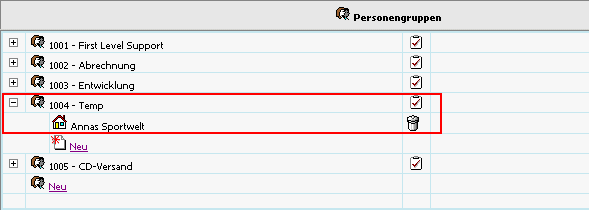 Personengruppen
1001 - First Level Support
1002 - Abrechnung
1003 - Entwicklung
1004 - Temp
Annas Sportwelt
Neu
1005 - CD-Versand
Neu